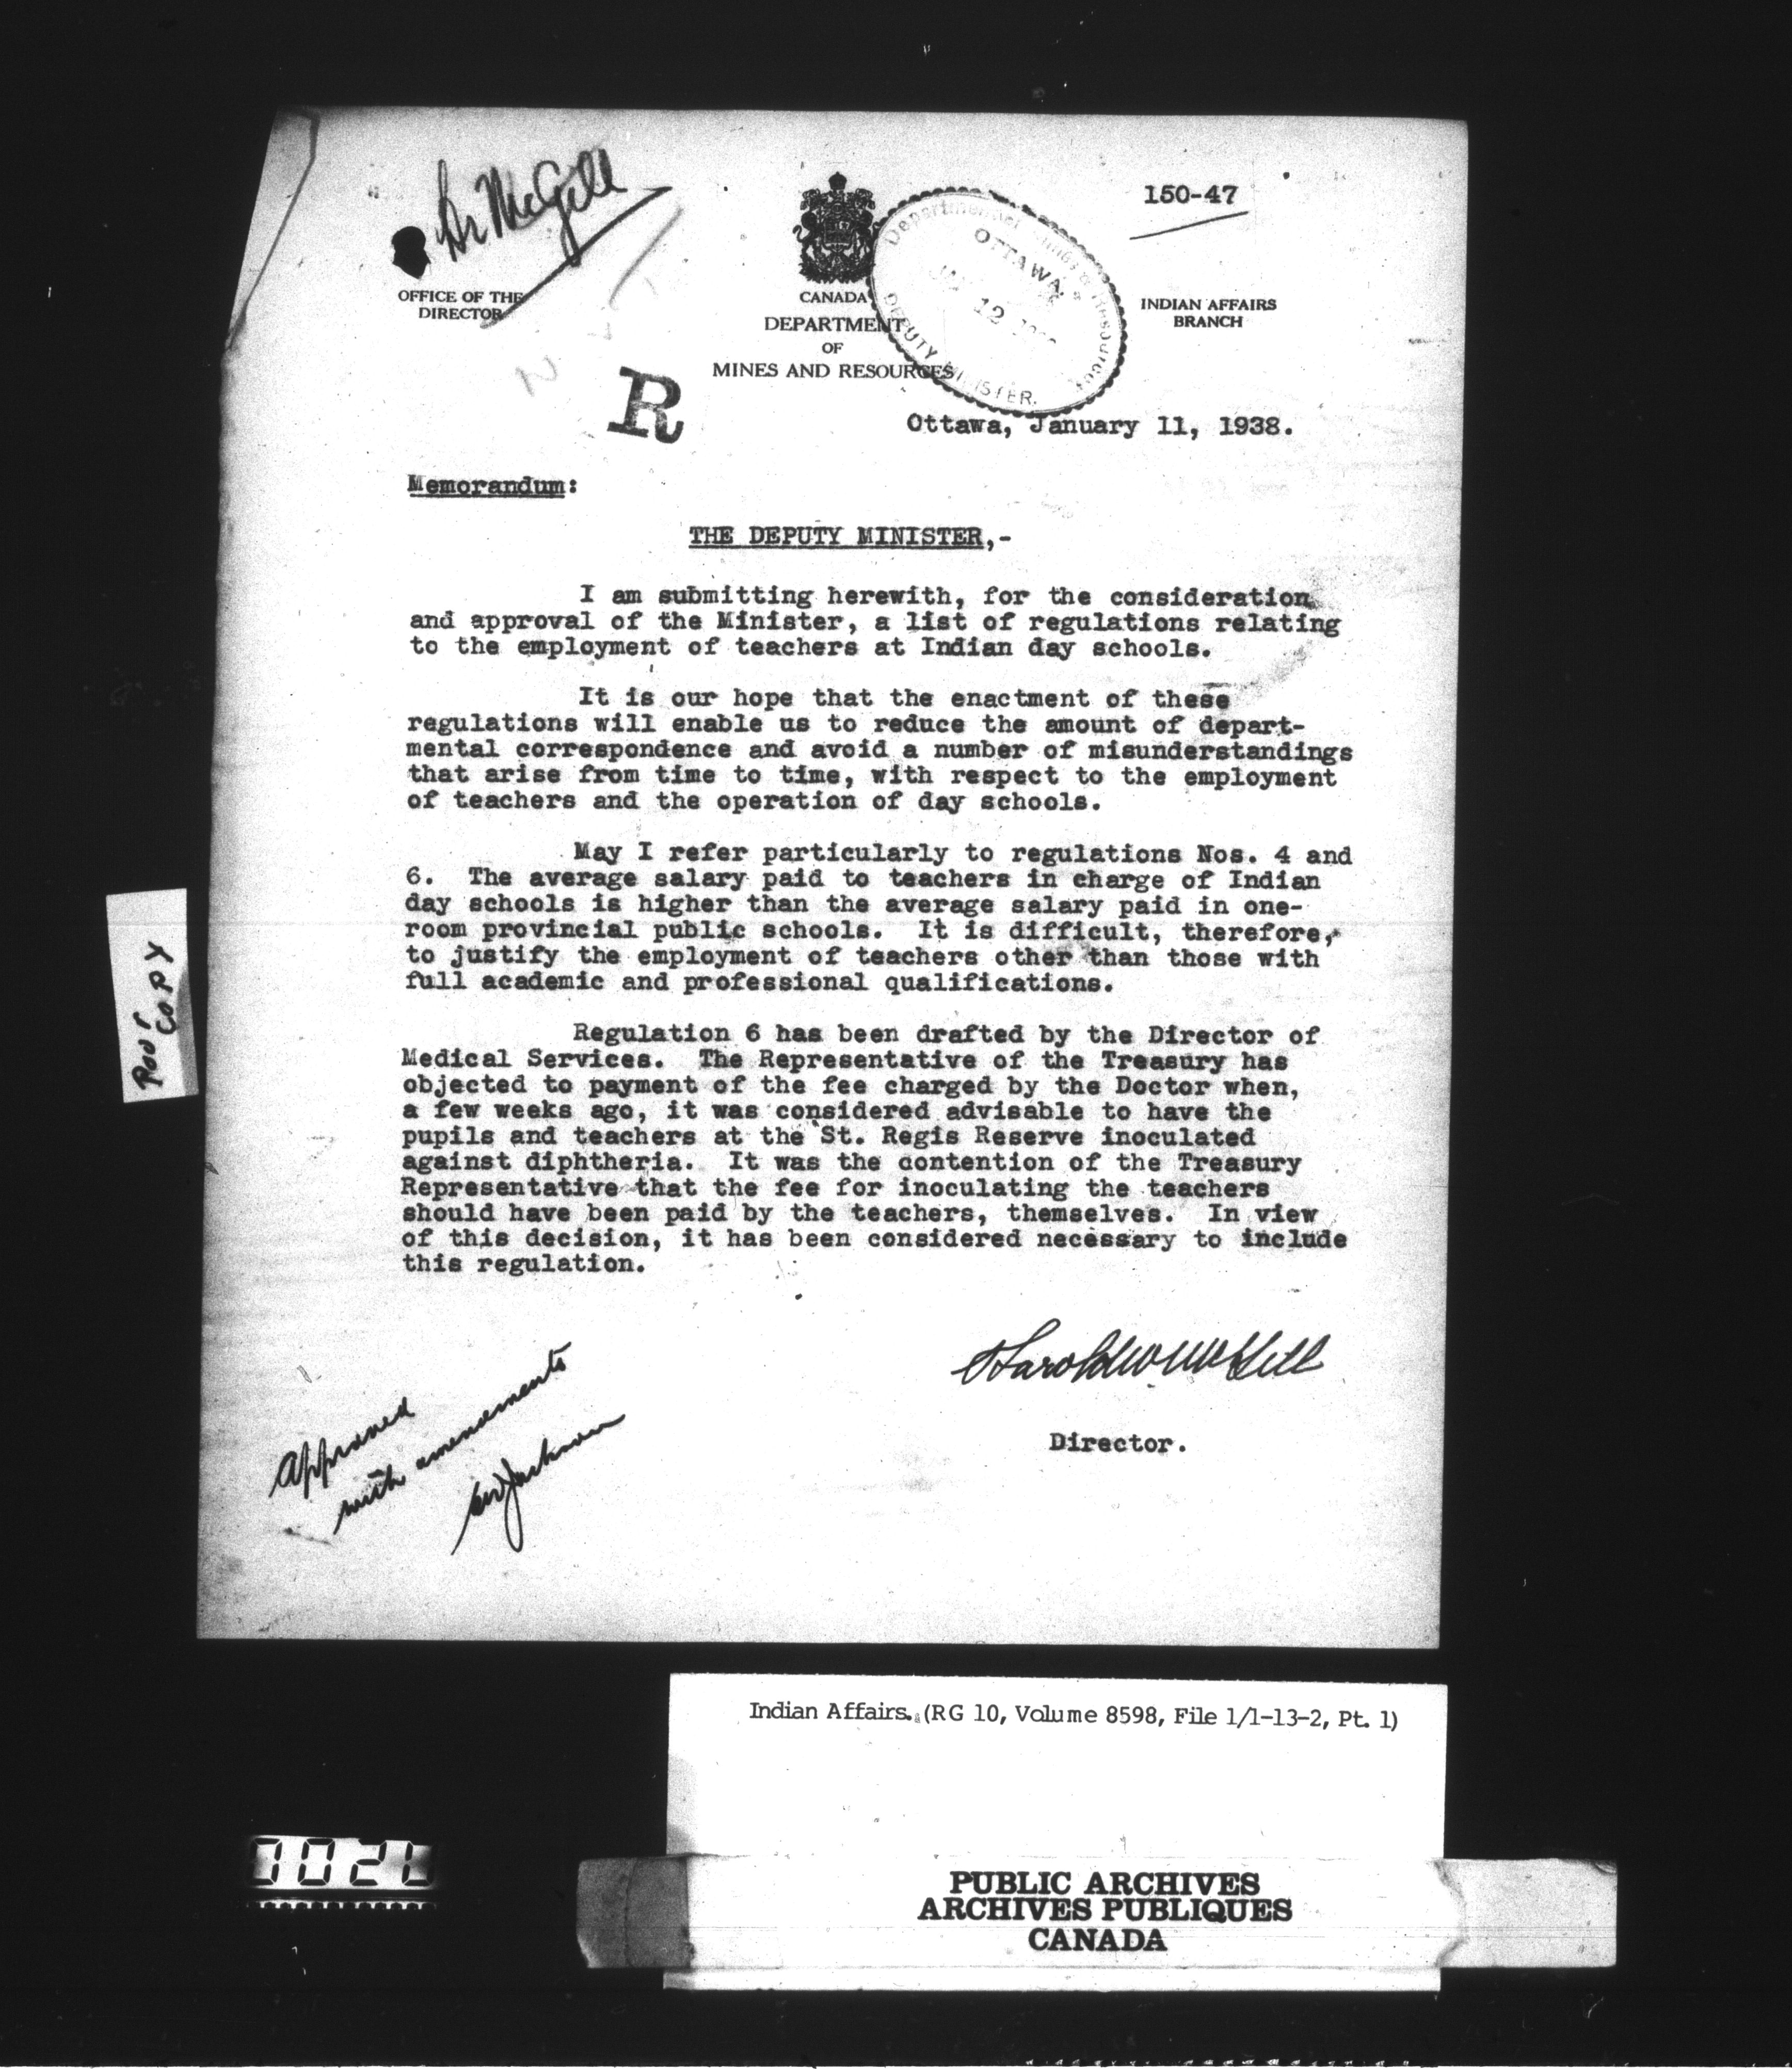 Dr McGill
150-47
OFFICE OF THE
DIRECTOR
CANADA
DEPARTMENT
OF
MINES AND RESOURCES
INDIAN AFFAIRS
BRANCH
OTTAWA.
12
DEPUTY MINISTER.
R
Ottawa, January 11, 1938.
Memorandum:
THE DEPUTY MINISTER,-
I am submitting herewith, for the consideration
and approval of the Minister, a list of regulations relating
to the employment of teachers at Indian day schools.
It is our hope that the enactment of these
regulations will enable us to reduce the amount of depart-
mental correspondence and avoid a number of misunderstandings
that arise from time to time, with respect to the employment
of teachers and the operation of day schools.
May I refer particularly to regulations Nos. 4 and
6. The average salary paid to teachers in charge of Indian
day schools is higher than the average salary paid in one-
room provincial public schools. It is difficult, therefore,
to justify the employment of teachers other than those with
full academic and professional qualifications.
Regulation 6 has been drafted by the Director of
Medical Services. The Representative of the Treasury has
objected to payment of the fee charged by the Doctor when,
a few weeks ago, it was considered advisable to have the
pupils and teachers at the St. Regis Reserve inoculated
against diphtheria. It was the contention of the Treasury
Representative that the fee for inoculating the teachers
should have been paid by the teachers, themselves. In view
of this decision, it has been considered necessary to include
this regulation.
Harold W McGill
Director.
Approved
with amendments
Jackson
POOR
COPY
Indian Affairs. (RG 10, Volume 8598, File 1/1-13-2, Pt. 1)
PUBLIC ARCHIVES
ARCHIVES PUBLIQUES
CANADA